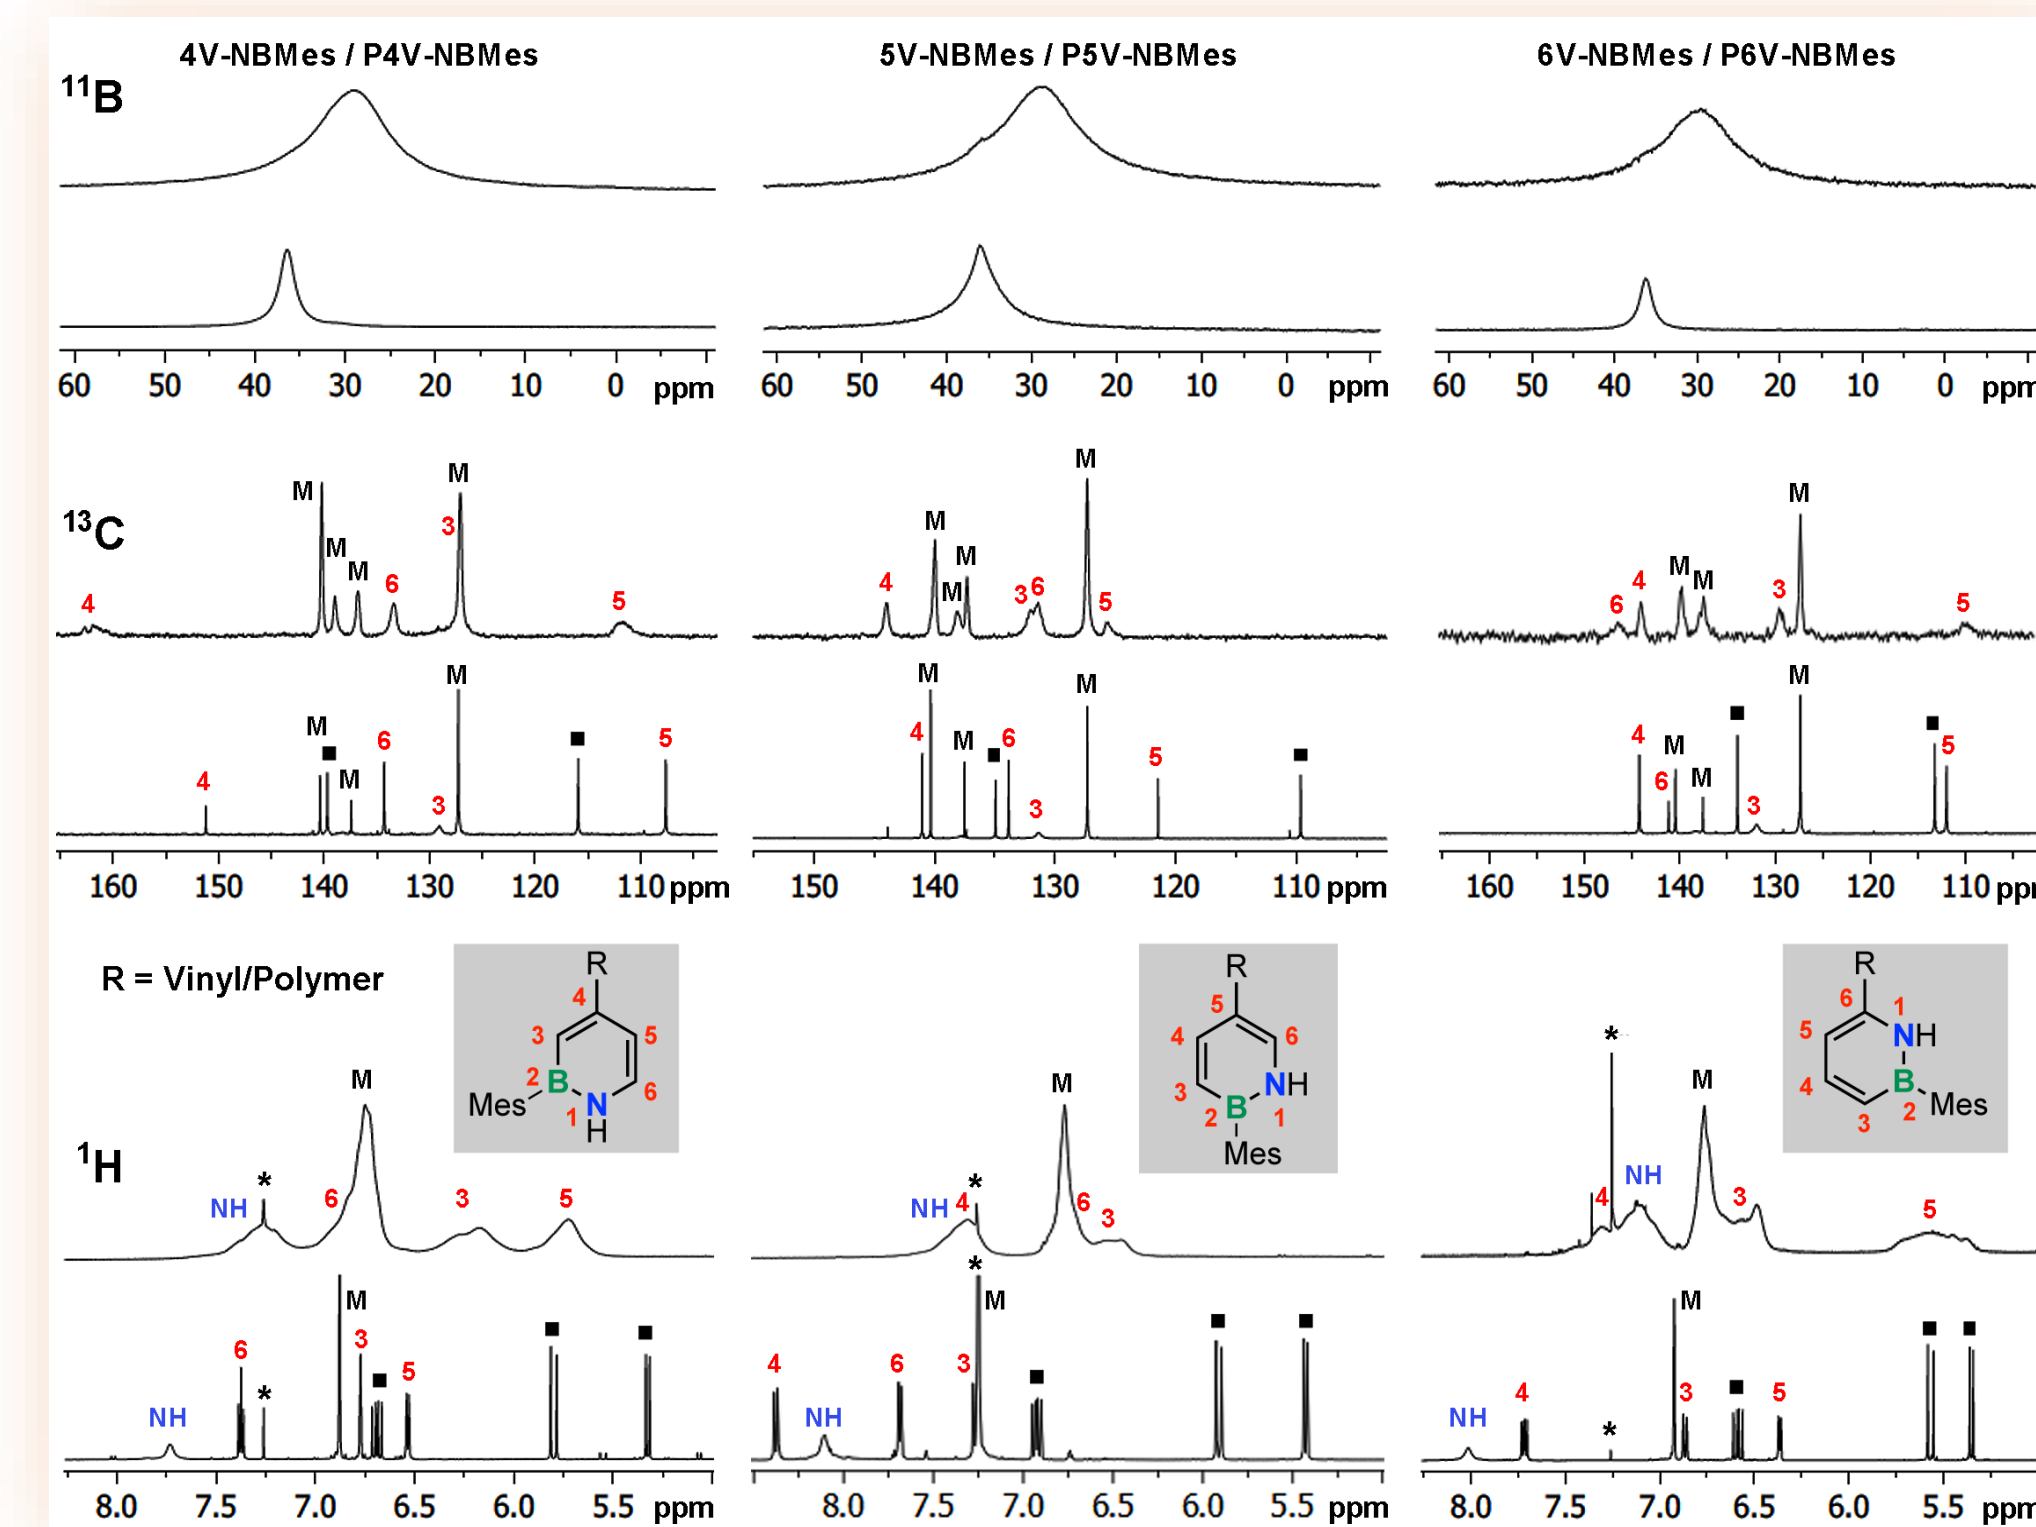 4V-NBMes / P4V-NBMes 5V-NBMes / P5V-NBMes 6V-NBMes / P6V-NBMes
11B
60 50 40 30 20 10 0 ppm 60 50 40 30 20 10 0 ppm 60 50 40 30 20 10 0 ppm
13C
4 M M M 6 3 M 5
4 M M M 3 6 M 5
6 4 M M 3 M 5
4 M ■ M 6 3 M ■ 5
4 M M ■ 6 3 M 5 ■
4 6 M M ■ 3 M ■ 5
160 150 140 130 120 110 ppm 150 140 130 120 110 ppm 160 150 140 130 120 110 ppm
R = Vinyl/Polymer
R 4 3 5 2 B 6 Mes 1 N H
R 5 4 6 3 NH 2 B 1 Mes
R 6 1 5 NH 4 B 3 2 Mes
1H
NH * 6 M 3 5
NH 4 * M 6 3
4 * NH M 3 5
NH 6 * M 3 ■ 5 ■ ■
4 NH 6 3 * M ■ ■ ■
NH 4 * M 3 ■ 5 ■ ■
8.0 7.5 7.0 6.5 6.0 5.5 ppm 8.0 7.5 7.0 6.5 6.0 5.5 ppm 8.0 7.5 7.0 6.5 6.0 5.5 ppm